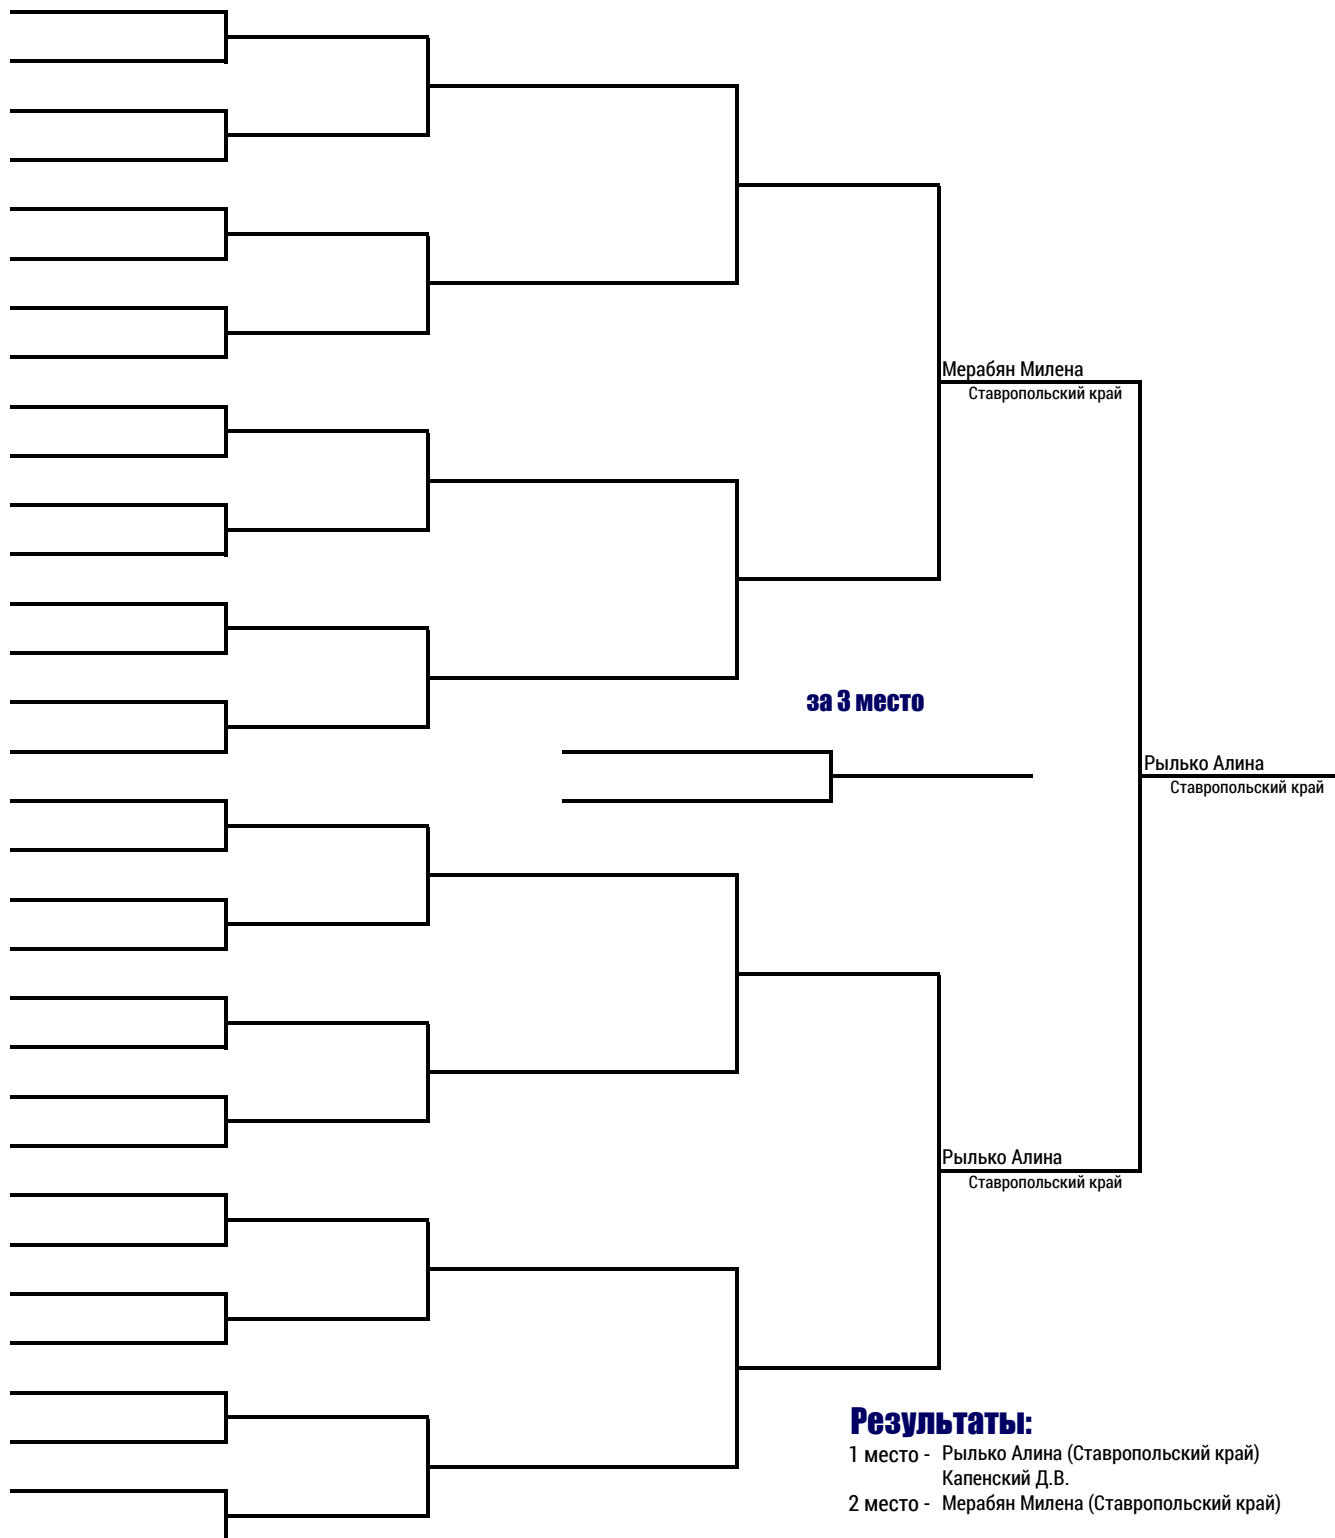 Мерабян Милена
Ставропольский край
за 3 место
Рылько Алина
Ставропольский край
Рылько Алина
Ставропольский край
Результаты:
1 место - Рылько Алина (Ставропольский край)
Капенский Д.В.
2 место - Мерабян Милена (Ставропольский край)